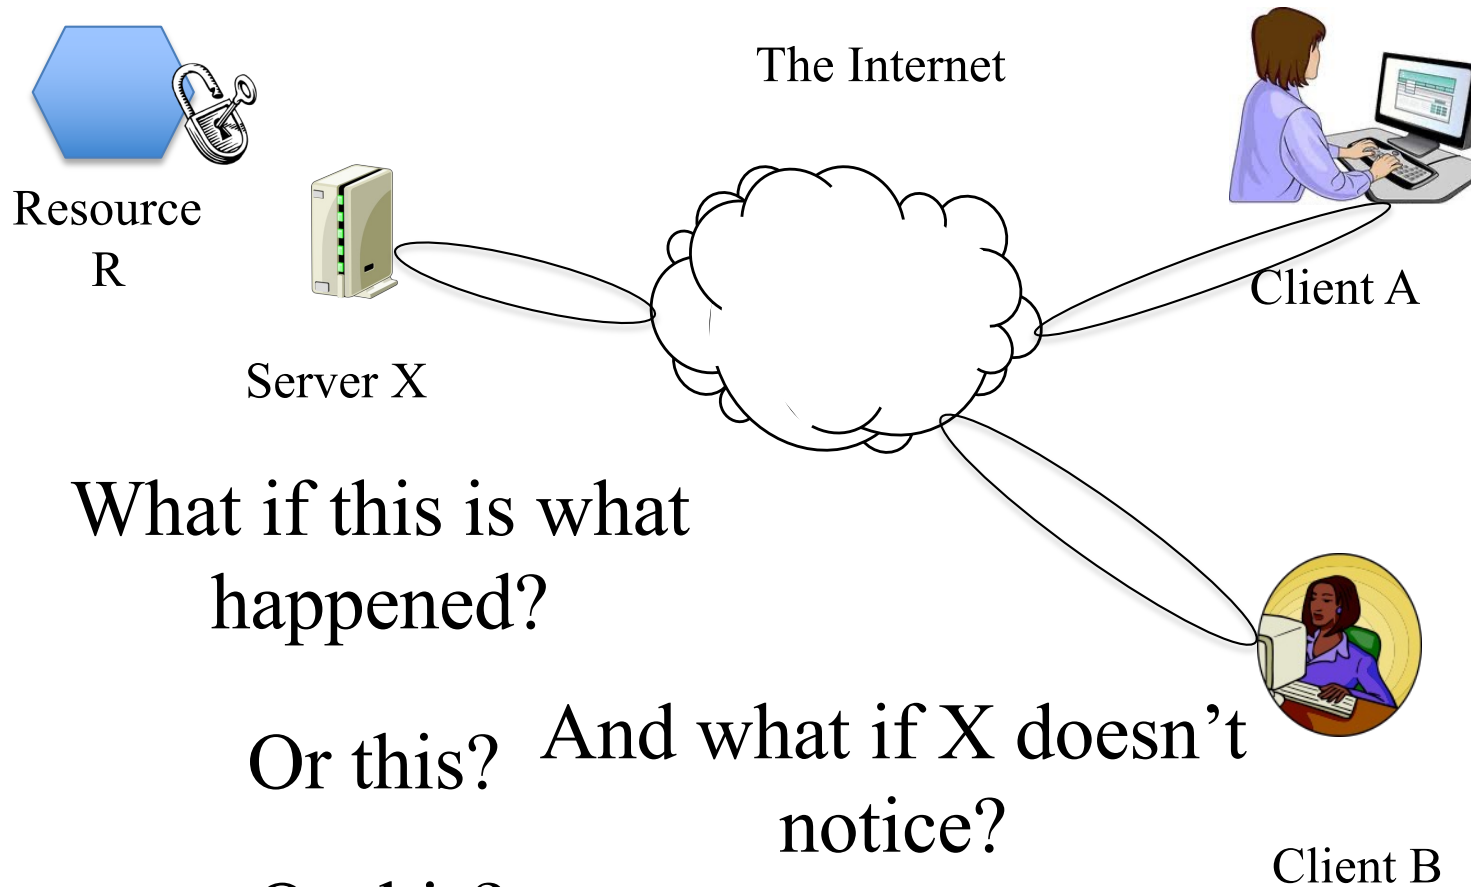 The Internet
Resource
R
Client A
Server X
What if this is what
happened?
Or this?
And what if X doesn’t
notice?
Client B